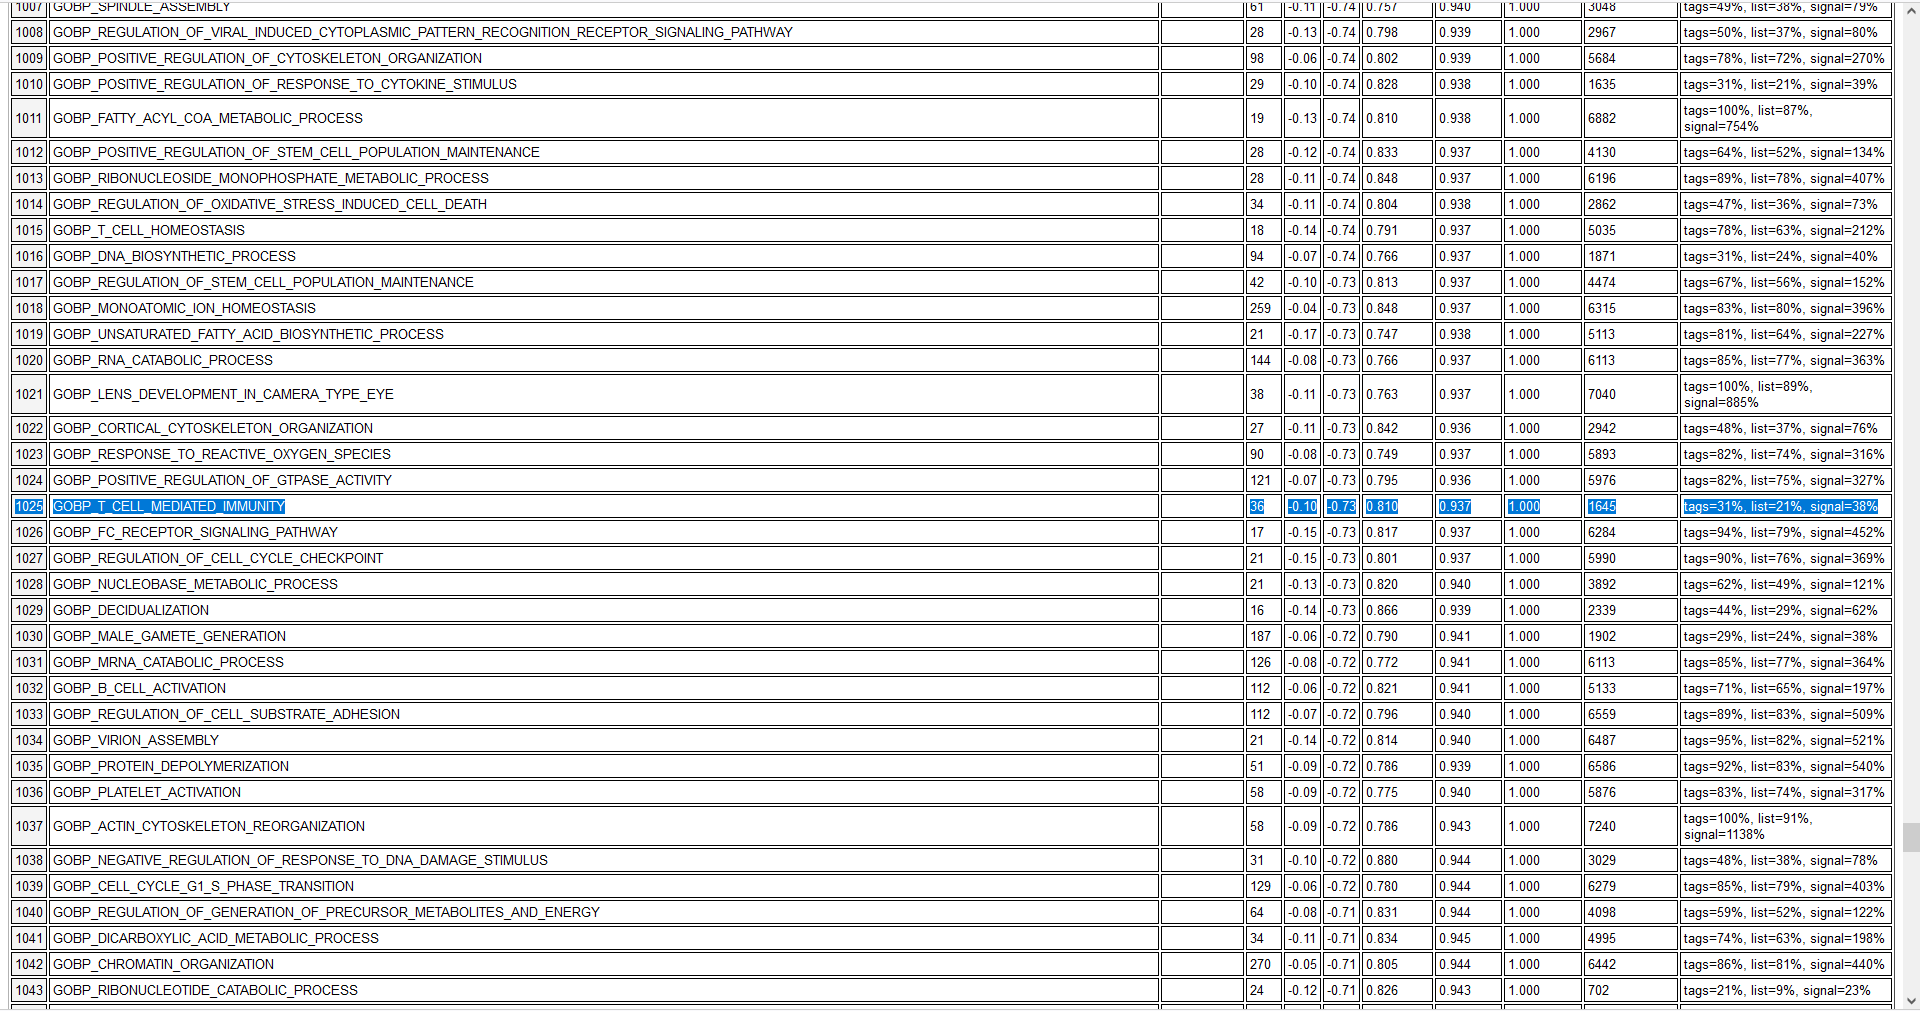 1007 GOBP_SPINDLE_ASSEMBLY 61 -0.11 -0.74 0.757 0.940 1.000 3048 tags=49%, list=38%, signal=79%
1008 GOBP_REGULATION_OF_VIRAL_INDUCED_CYTOPLASMIC_PATTERN_RECOGNITION_RECEPTOR_SIGNALING_PATHWAY 28 -0.13 -0.74 0.798 0.939 1.000 2967 tags=50%, list=37%, signal=80%
1009 GOBP_POSITIVE_REGULATION_OF_CYTOSKELETON_ORGANIZATION 98 -0.06 -0.74 0.802 0.939 1.000 5684 tags=78%, list=72%, signal=270%
1010 GOBP_POSITIVE_REGULATION_OF_RESPONSE_TO_CYTOKINE_STIMULUS 29 -0.10 -0.74 0.828 0.938 1.000 1635 tags=31%, list=21%, signal=39%
1011 GOBP_FATTY_ACYL_COA_METABOLIC_PROCESS 19 -0.13 -0.74 0.810 0.938 1.000 6882 tags=100%, list=87%,
signal=754%
1012 GOBP_POSITIVE_REGULATION_OF_STEM_CELL_POPULATION_MAINTENANCE 28 -0.12 -0.74 0.833 0.937 1.000 4130 tags=64%, list=52%, signal=134%
1013 GOBP_RIBONUCLEOSIDE_MONOPHOSPHATE_METABOLIC_PROCESS 28 -0.11 -0.74 0.848 0.937 1.000 6196 tags=89%, list=78%, signal=407%
1014 GOBP_REGULATION_OF_OXIDATIVE_STRESS_INDUCED_CELL_DEATH 34 -0.11 -0.74 0.804 0.938 1.000 2862 tags=47%, list=36%, signal=73%
1015 GOBP_T_CELL_HOMEOSTASIS 18 -0.14 -0.74 0.791 0.937 1.000 5035 tags=78%, list=63%, signal=212%
1016 GOBP_DNA_BIOSYNTHETIC_PROCESS 94 -0.07 -0.74 0.766 0.937 1.000 1871 tags=31%, list=24%, signal=40%
1017 GOBP_REGULATION_OF_STEM_CELL_POPULATION_MAINTENANCE 42 -0.10 -0.73 0.813 0.937 1.000 4474 tags=67%, list=56%, signal=152%
1018 GOBP_MONOATOMIC_ION_HOMEOSTASIS 259 -0.04 -0.73 0.848 0.937 1.000 6315 tags=83%, list=80%, signal=396%
1019 GOBP_UNSATURATED_FATTY_ACID_BIOSYNTHETIC_PROCESS 21 -0.17 -0.73 0.747 0.938 1.000 5113 tags=81%, list=64%, signal=227%
1020 GOBP_RNA_CATABOLIC_PROCESS 144 -0.08 -0.73 0.766 0.937 1.000 6113 tags=85%, list=77%, signal=363%
1021 GOBP_LENS_DEVELOPMENT_IN_CAMERA_TYPE_EYE 38 -0.11 -0.73 0.763 0.937 1.000 7040 tags=100%, list=89%,
signal=885%
1022 GOBP_CORTICAL_CYTOSKELETON_ORGANIZATION 27 -0.11 -0.73 0.842 0.936 1.000 2942 tags=48%, list=37%, signal=76%
1023 GOBP_RESPONSE_TO_REACTIVE_OXYGEN_SPECIES 90 -0.08 -0.73 0.749 0.937 1.000 5893 tags=82%, list=74%, signal=316%
1024 GOBP_POSITIVE_REGULATION_OF_GTPASE_ACTIVITY 121 -0.07 -0.73 0.795 0.936 1.000 5976 tags=82%, list=75%, signal=327%
1025 GOBP_T_CELL_MEDIATED_IMMUNITY 36 -0.10 -0.73 0.810 0.937 1.000 1645 tags=31%, list=21%, signal=38%
1026 GOBP_FC_RECEPTOR_SIGNALING_PATHWAY 17 -0.15 -0.73 0.817 0.937 1.000 6284 tags=94%, list=79%, signal=452%
1027 GOBP_REGULATION_OF_CELL_CYCLE_CHECKPOINT 21 -0.15 -0.73 0.801 0.937 1.000 5990 tags=90%, list=76%, signal=369%
1028 GOBP_NUCLEOBASE_METABOLIC_PROCESS 21 -0.13 -0.73 0.820 0.940 1.000 3892 tags=62%, list=49%, signal=121%
1029 GOBP_DECIDUALIZATION 16 -0.14 -0.73 0.866 0.939 1.000 2339 tags=44%, list=29%, signal=62%
1030 GOBP_MALE_GAMETE_GENERATION 187 -0.06 -0.72 0.790 0.941 1.000 1902 tags=29%, list=24%, signal=38%
1031 GOBP_MRNA_CATABOLIC_PROCESS 126 -0.08 -0.72 0.772 0.941 1.000 6113 tags=85%, list=77%, signal=364%
1032 GOBP_B_CELL_ACTIVATION 112 -0.06 -0.72 0.821 0.941 1.000 5133 tags=71%, list=65%, signal=197%
1033 GOBP_REGULATION_OF_CELL_SUBSTRATE_ADHESION 112 -0.07 -0.72 0.796 0.940 1.000 6559 tags=89%, list=83%, signal=509%
1034 GOBP_VIRION_ASSEMBLY 21 -0.14 -0.72 0.814 0.940 1.000 6487 tags=95%, list=82%, signal=521%
1035 GOBP_PROTEIN_DEPOLYMERIZATION 51 -0.09 -0.72 0.786 0.939 1.000 6586 tags=92%, list=83%, signal=540%
1036 GOBP_PLATELET_ACTIVATION 58 -0.09 -0.72 0.775 0.940 1.000 5876 tags=83%, list=74%, signal=317%
1037 GOBP_ACTIN_CYTOSKELETON_REORGANIZATION 58 -0.09 -0.72 0.786 0.943 1.000 7240 tags=100%, list=91%,
signal=1138%
1038 GOBP_NEGATIVE_REGULATION_OF_RESPONSE_TO_DNA_DAMAGE_STIMULUS 31 -0.10 -0.72 0.880 0.944 1.000 3029 tags=48%, list=38%, signal=78%
1039 GOBP_CELL_CYCLE_G1_S_PHASE_TRANSITION 129 -0.06 -0.72 0.780 0.944 1.000 6279 tags=85%, list=79%, signal=403%
1040 GOBP_REGULATION_OF_GENERATION_OF_PRECURSOR_METABOLITES_AND_ENERGY 64 -0.08 -0.71 0.831 0.944 1.000 4098 tags=59%, list=52%, signal=122%
1041 GOBP_DICARBOXYLIC_ACID_METABOLIC_PROCESS 34 -0.11 -0.71 0.834 0.945 1.000 4995 tags=74%, list=63%, signal=198%
1042 GOBP_CHROMATIN_ORGANIZATION 270 -0.05 -0.71 0.805 0.944 1.000 6442 tags=86%, list=81%, signal=440%
1043 GOBP_RIBONUCLEOTIDE_CATABOLIC_PROCESS 24 -0.12 -0.71 0.826 0.943 1.000 702 tags=21%, list=9%, signal=23%